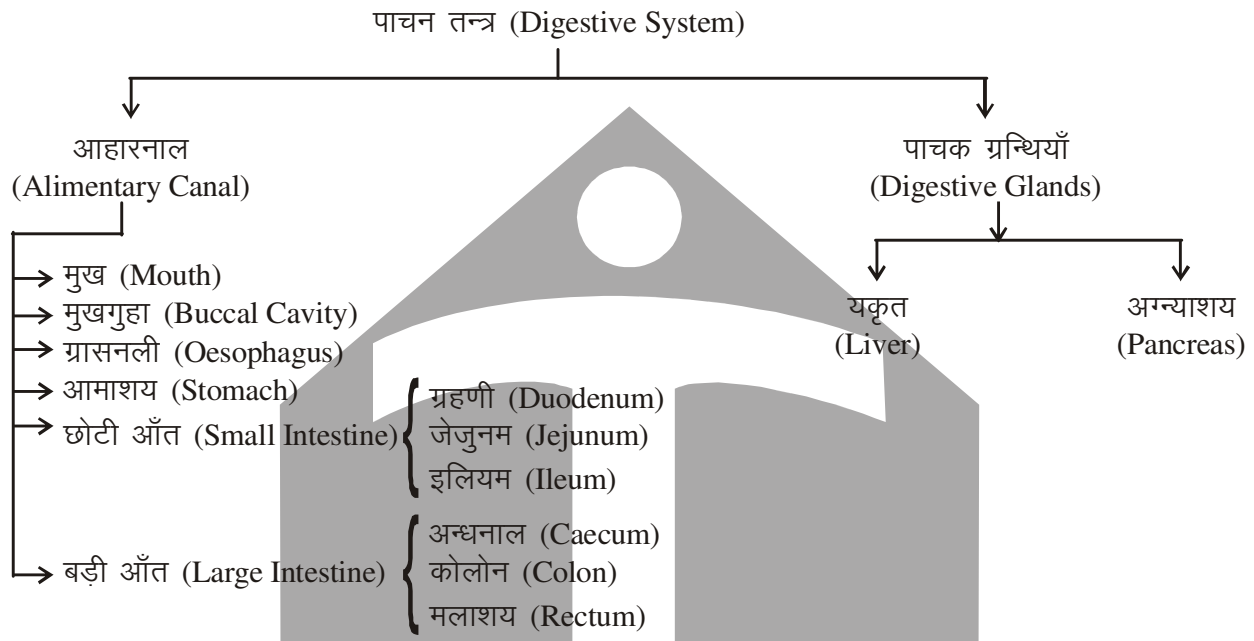 पाचन तन्त्र (Digestive System)
आहारनाल
(Alimentary Canal)
पाचक ग्रन्थियाँ
(Digestive Glands)
मुख (Mouth)
मुखगुहा (Buccal Cavity)
ग्रासनली (Oesophagus)
आमाशय (Stomach)
छोटी आँत (Small Intestine)
ग्रहणी (Duodenum)
जेजुनम (Jejunum)
इलियम (Ileum)
बड़ी आँत (Large Intestine)
अन्धनाल (Caecum)
कोलोन (Colon)
मलाशय (Rectum)
यकृत
(Liver)
अग्न्याशय
(Pancreas)